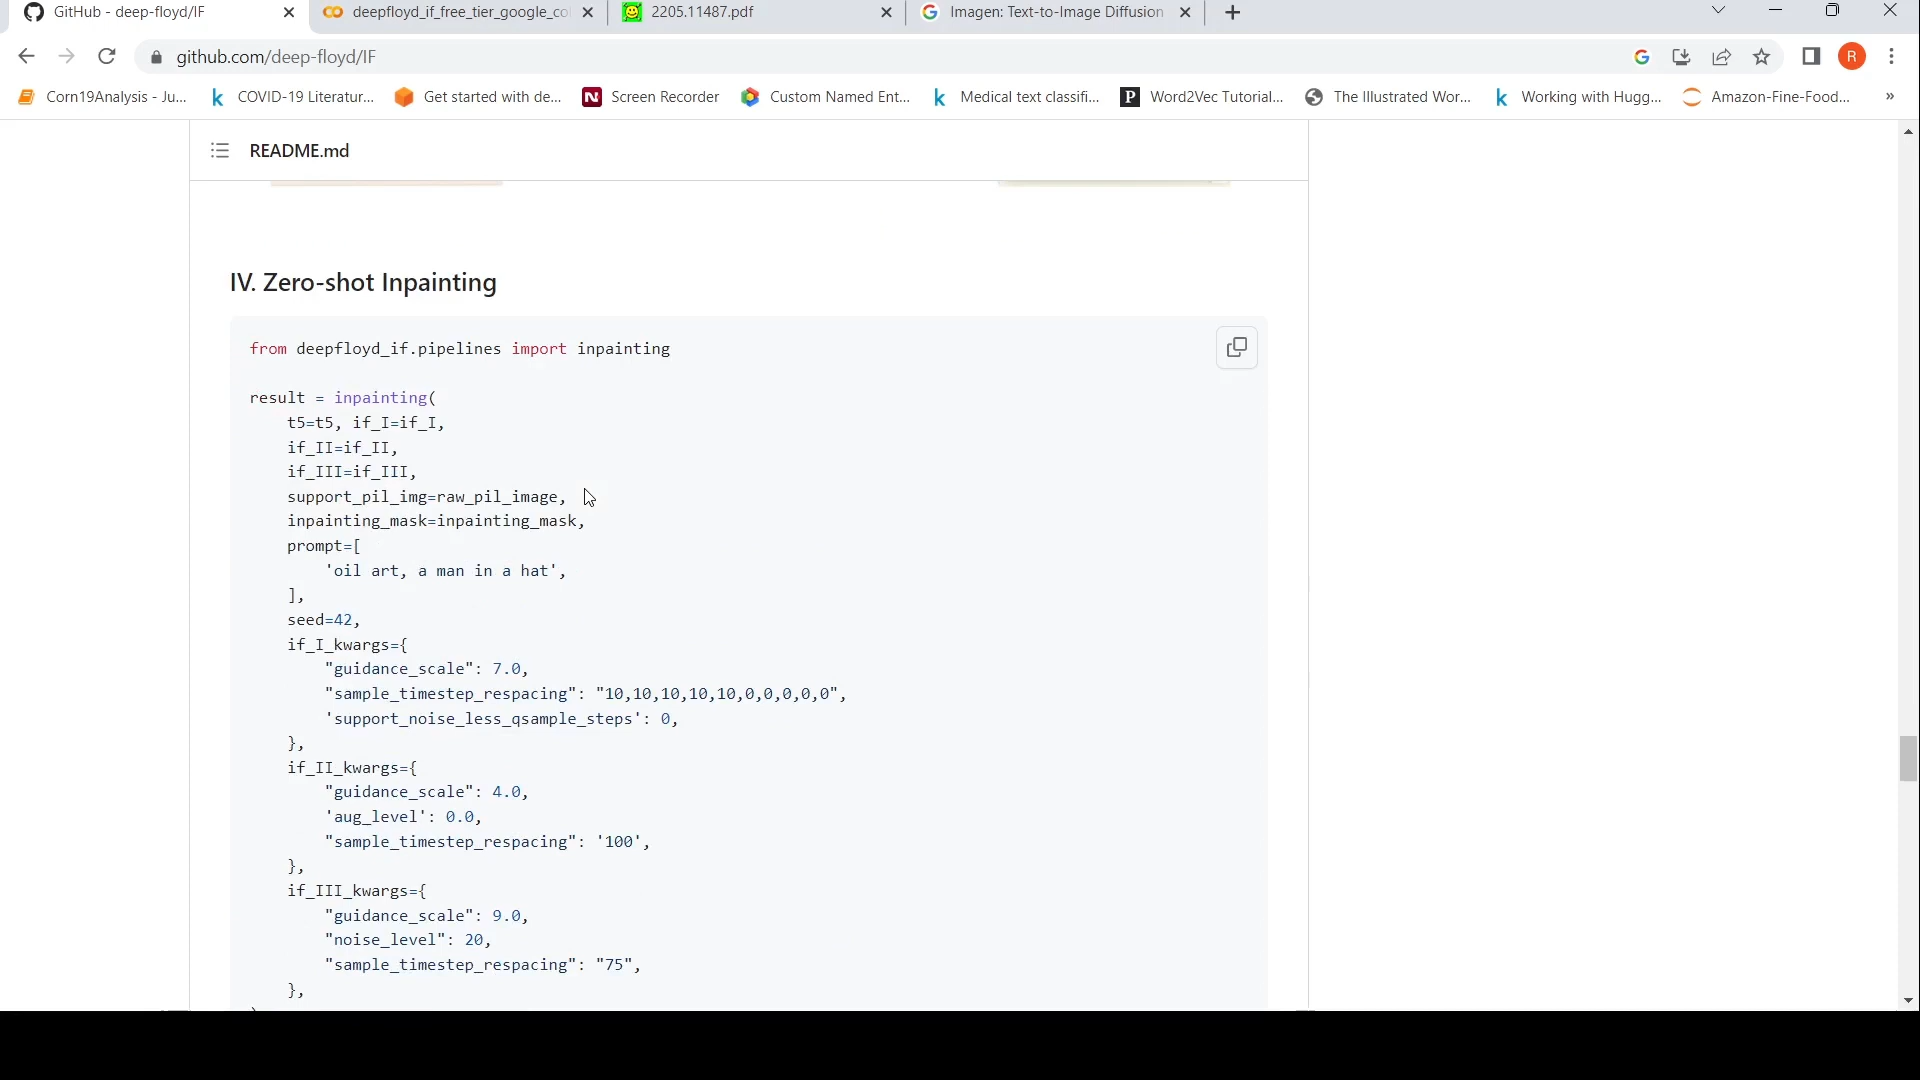 GitHub - deep-floyd/IF
deepfloyd_if_free_tier_google_co
2205.11487.pdf
Imagen: Text-to-Image Diffusion
github.com/deep-floyd/IF
R
Corn19Analysis - Ju...
COVID-19 Literatur...
Get started with de...
Screen Recorder
Custom Named Ent...
Medical text classifi...
Word2Vec Tutorial...
The Illustrated Wor...
Working with Hugg...
Amazon-Fine-Food...
»
README.md
IV. Zero-shot Inpainting
from deepfloyd_if.pipelines import inpainting
result = inpainting(
t5=t5, if_I=if_I,
if_II=if_II,
if_III=if_III,
support_pil_img=raw_pil_image,
inpainting_mask=inpainting_mask,
prompt=[
'oil art, a man in a hat',
],
seed=42,
if_I_kwargs={
"guidance_scale": 7.0,
"sample_timestep_respacing": "10,10,10,10,10,0,0,0,0,0",
'support_noise_less_qsample_steps': 0,
},
if_II_kwargs={
"guidance_scale": 4.0,
'aug_level': 0.0,
"sample_timestep_respacing": '100',
},
if_III_kwargs={
"guidance_scale": 9.0,
"noise_level": 20,
"sample_timestep_respacing": "75",
},